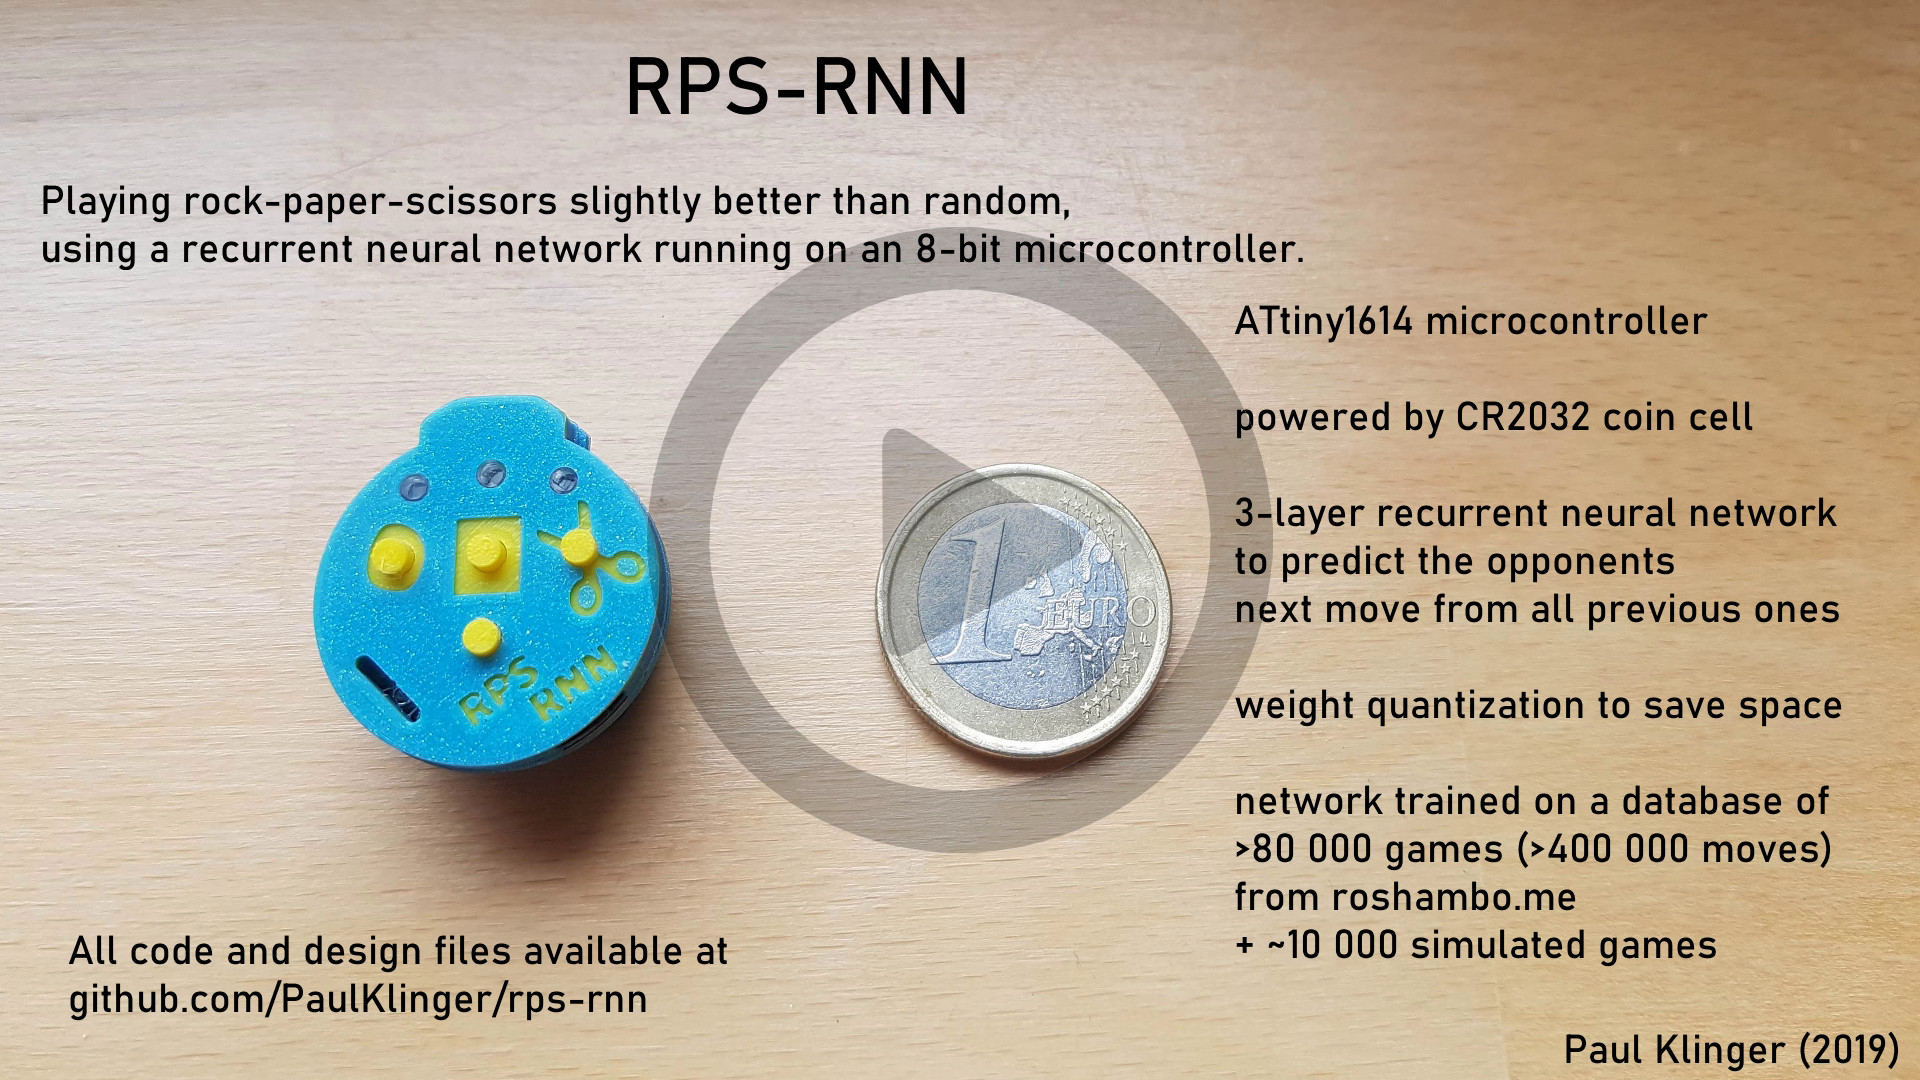 RPS-RNN
Playing rock-paper-scissors slightly better than random,
using a recurrent neural network running on an 8-bit microcontroller.
ATtiny1614 microcontroller
powered by CR2032 coin cell
3-layer recurrent neural network
to predict the opponents
next move from all previous ones
weight quantization to save space
network trained on a database of
>80 000 games (>400 000 moves)
from roshambo.me
+ ~10 000 simulated games
RPS
RNN
1
EURO
All code and design files available at
github.com/PaulKlinger/rps-rnn
Paul Klinger (2019)